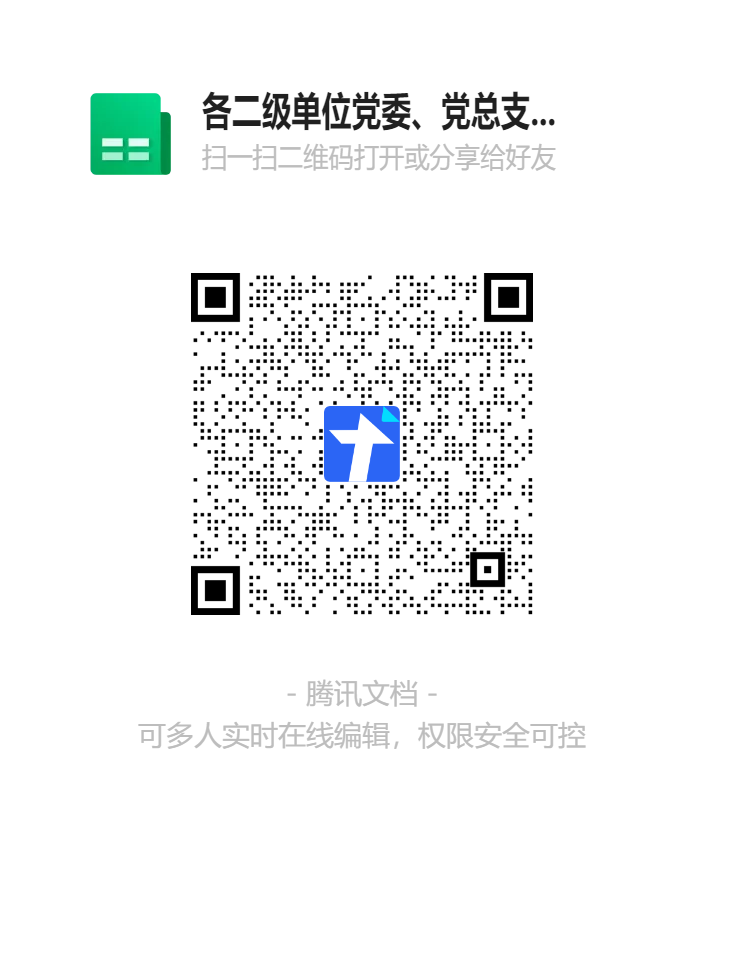 各二级单位党委、党总支...
扫一扫二维码打开或分享给好友
- 腾讯文档 -
可多人实时在线编辑，权限安全可控